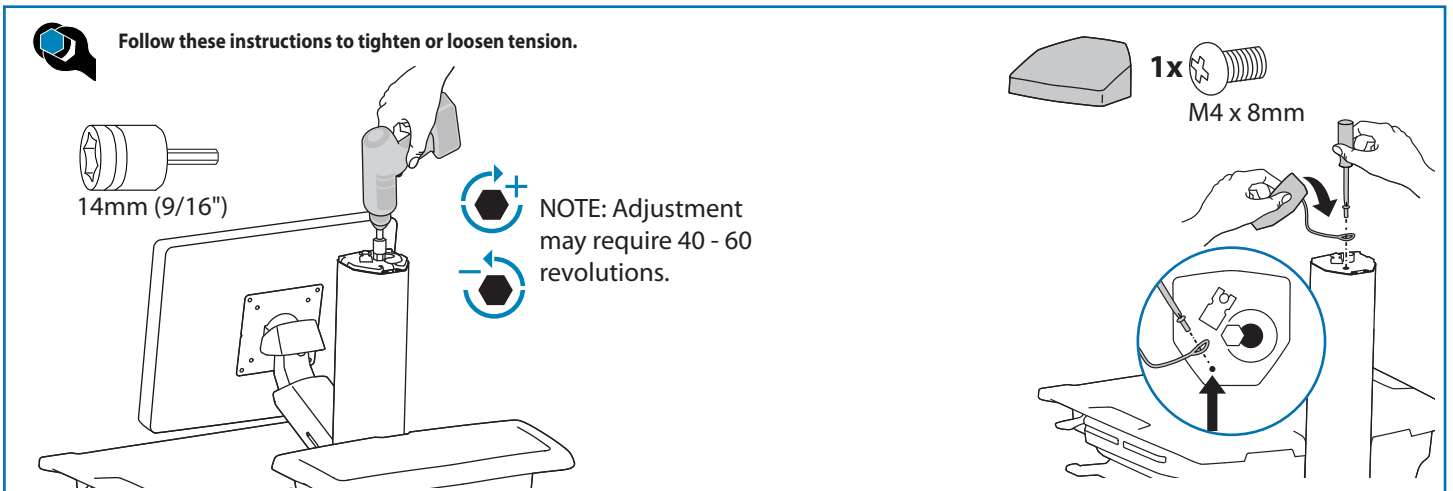 Follow these instructions to tighten or loosen tension.
14mm (9/16")
+
−
NOTE: Adjustment
may require 40 - 60
revolutions.
1x
M4 x 8mm